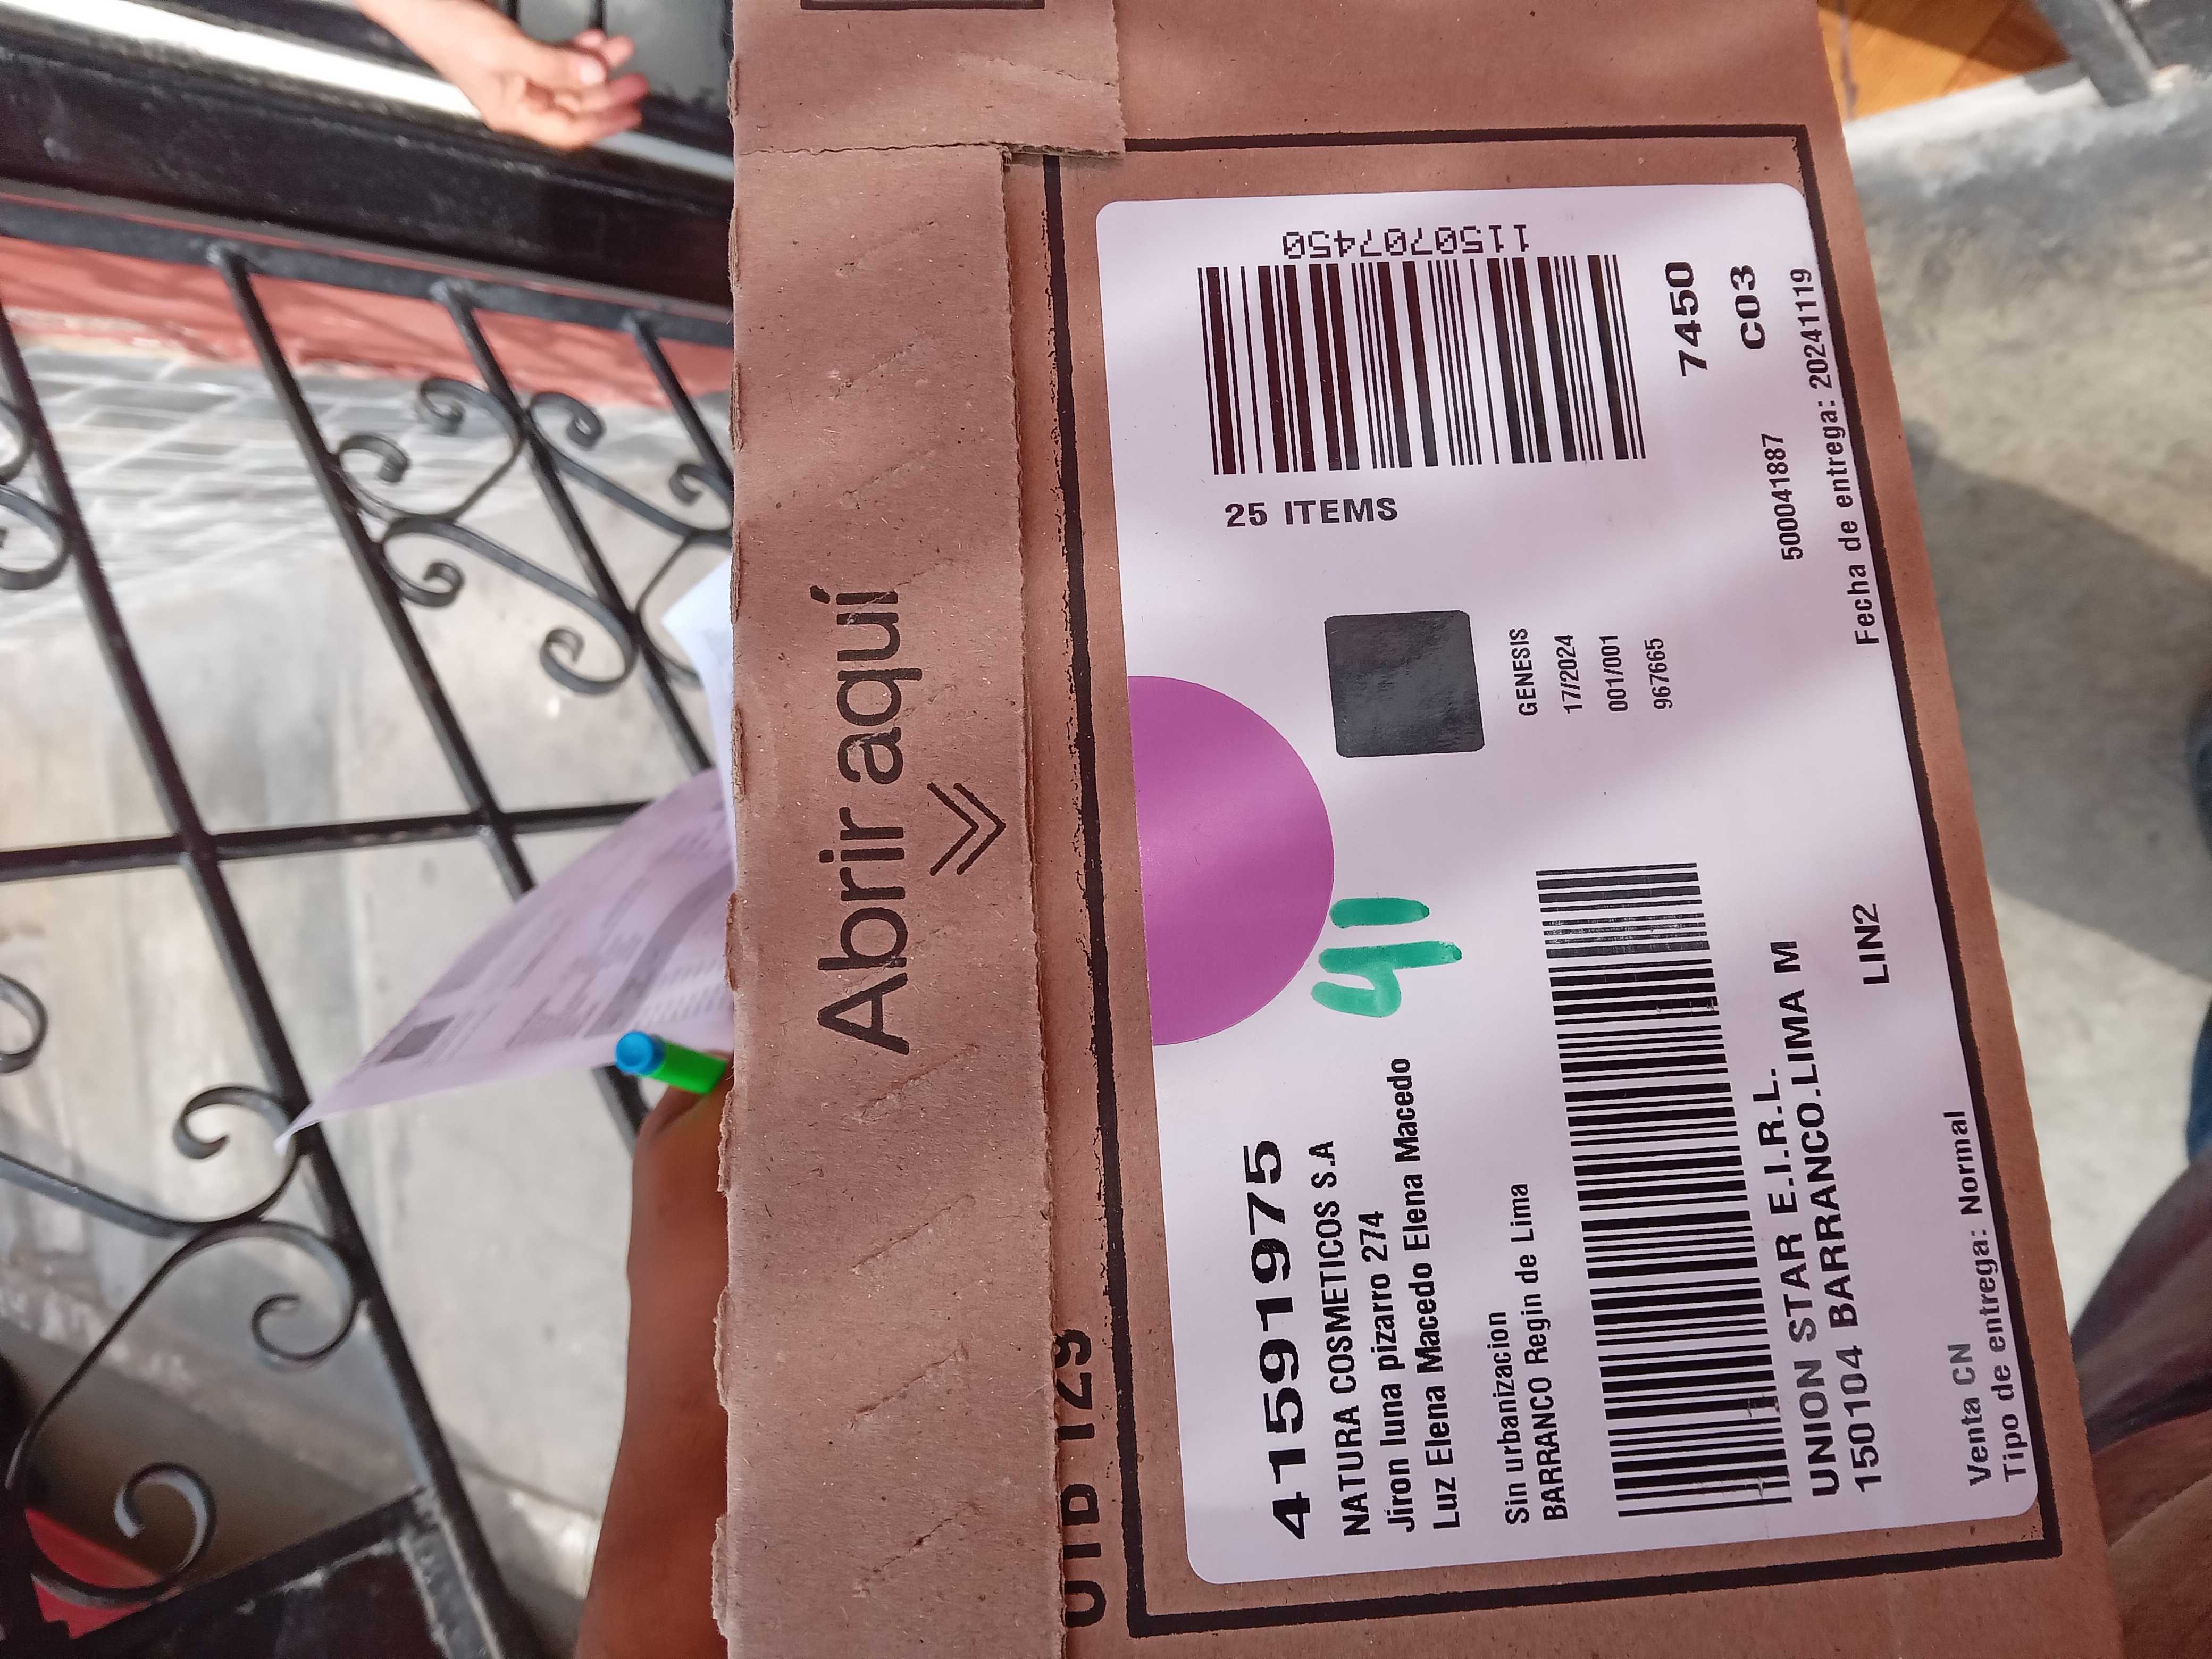 Abrir aquí
41591975
NATURA COSMETICOS S.A
Jiron luna pizarro 274
Luz Elena Macedo Elena Macedo
Sin urbanizacion
BARRANCO Regin de Lima
41
UNION STAR E.I.R.L.
150104 BARRANCO.LIMA M
LIN2
Venta CN
Tipo de entrega: Normal
GENESIS
17/2024
001/001
967665
25 ITEMS
1150707450
7450
C03
500041887
Fecha de entrega: 20241119